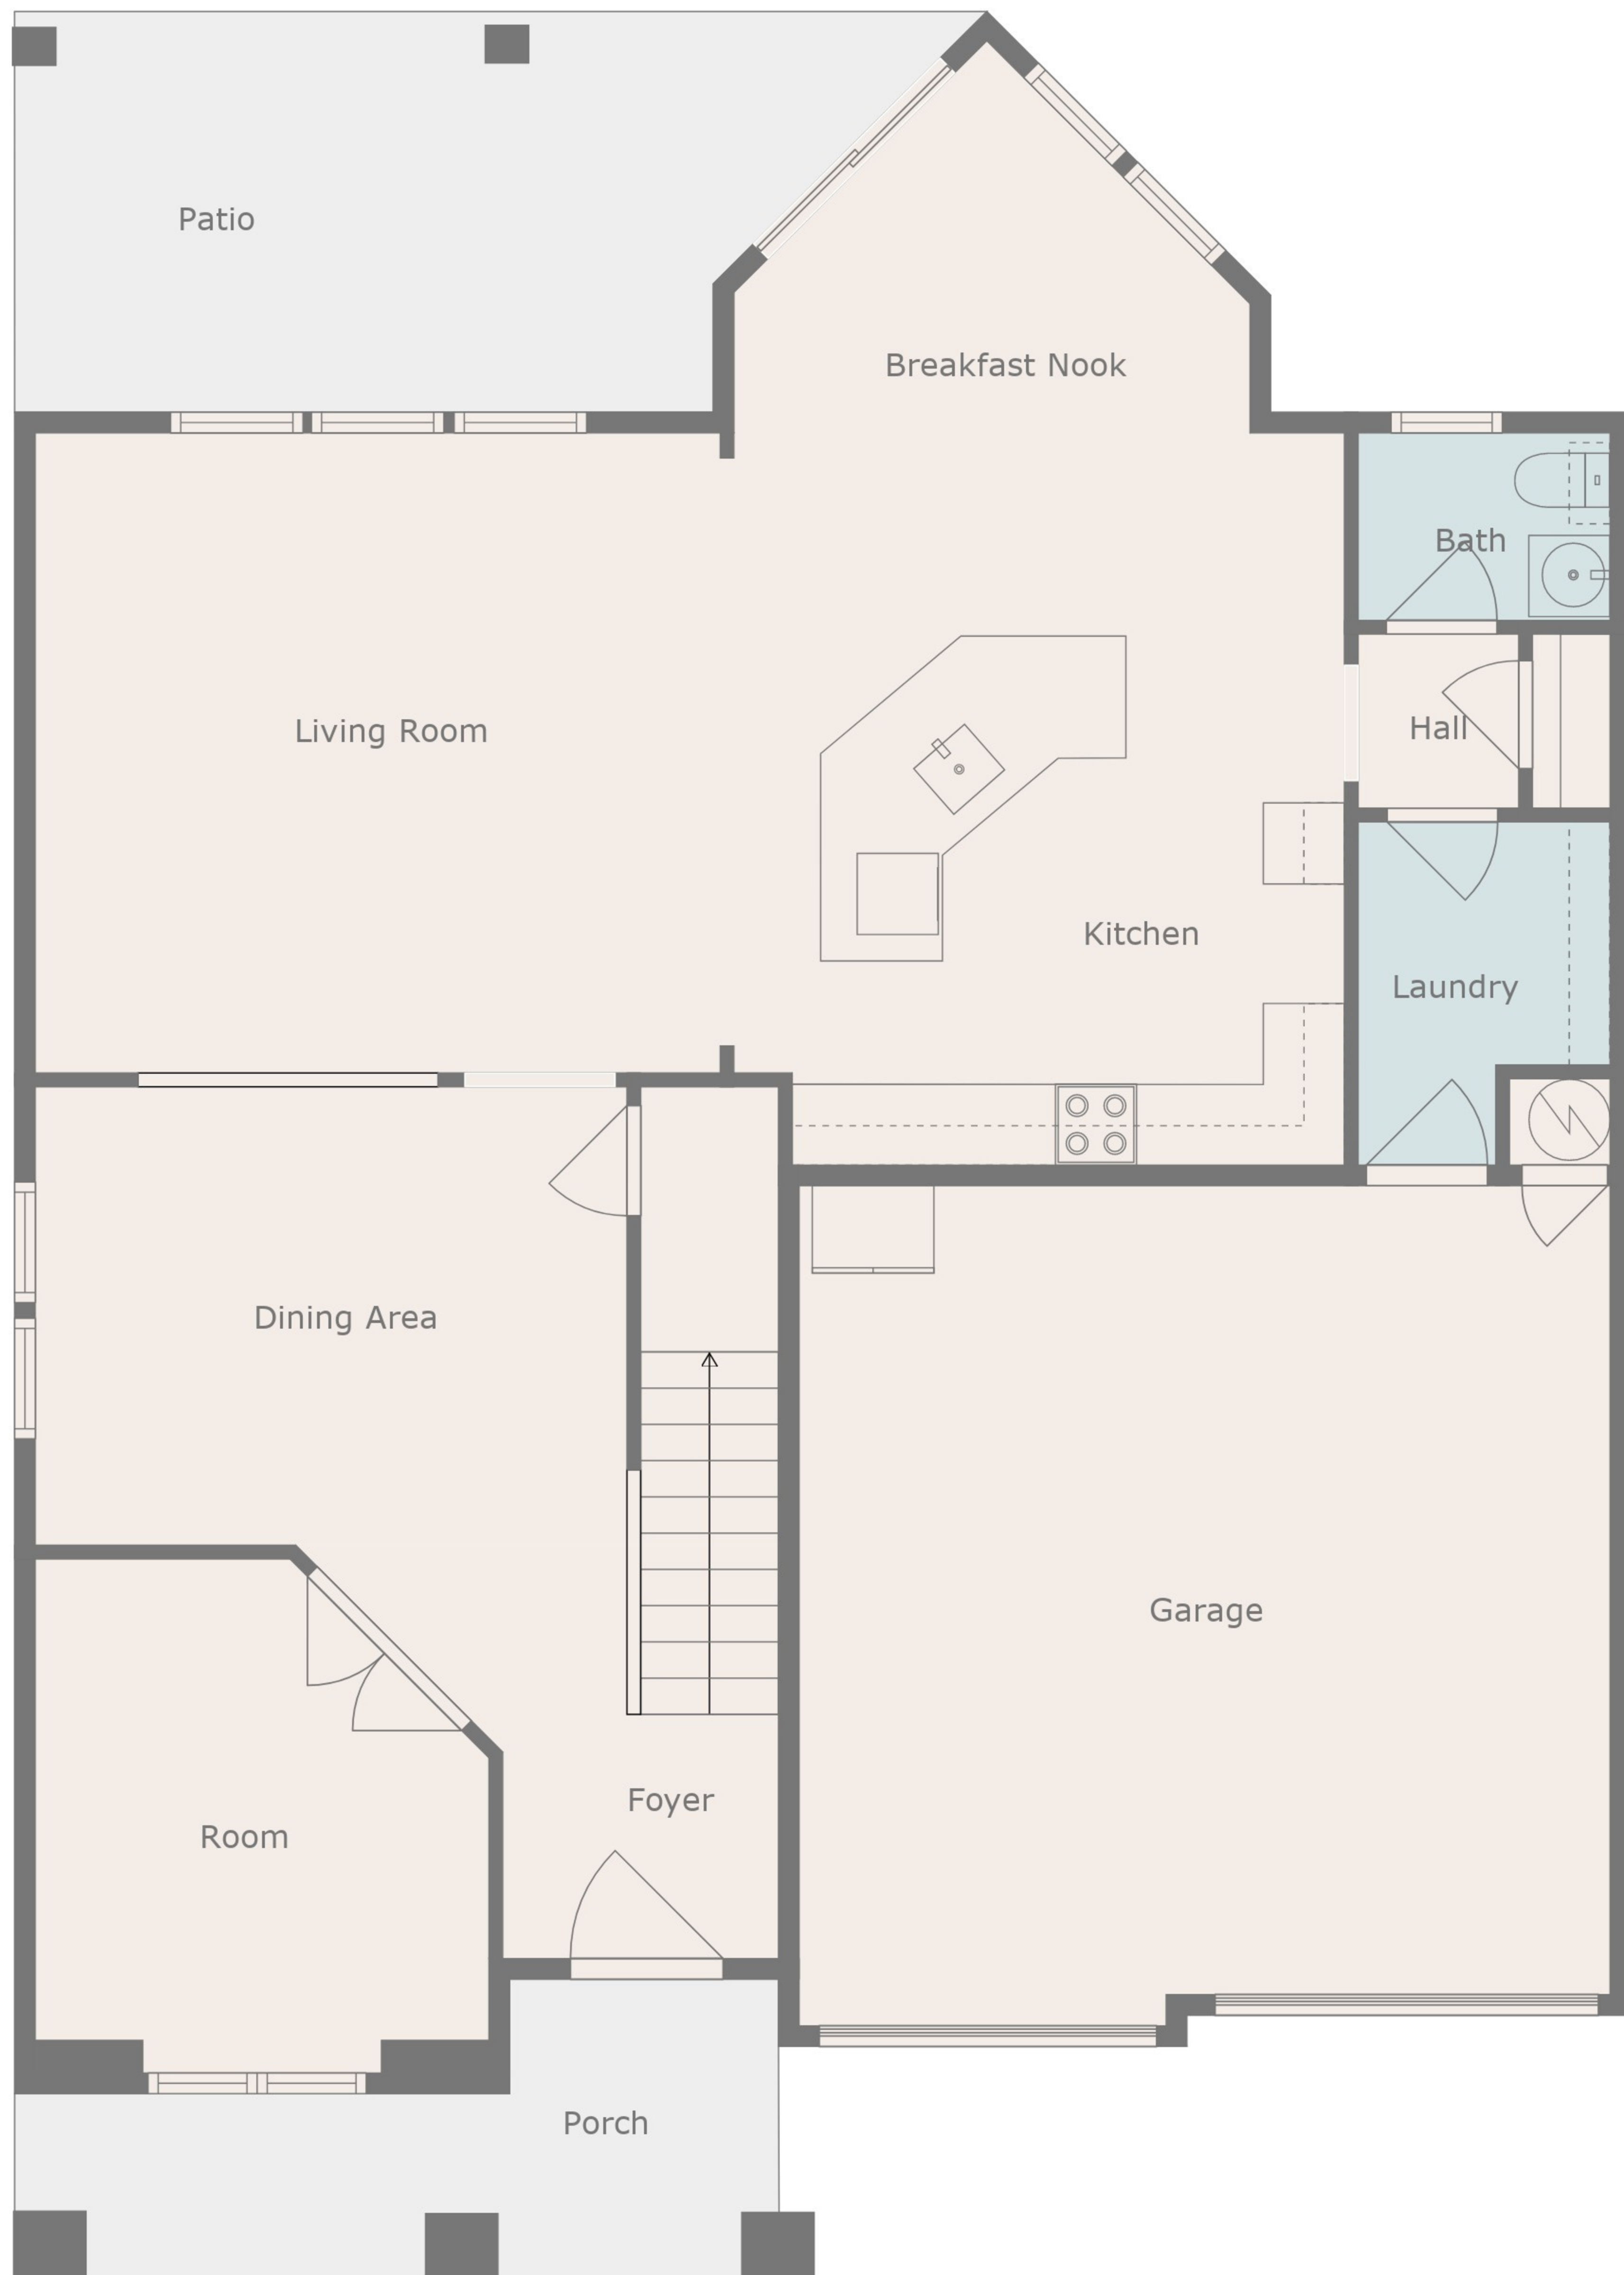 Patio
Breakfast Nook
Bath
Living Room
Hall
Kitchen
Laundry
Dining Area
Garage
Foyer
Room
Porch